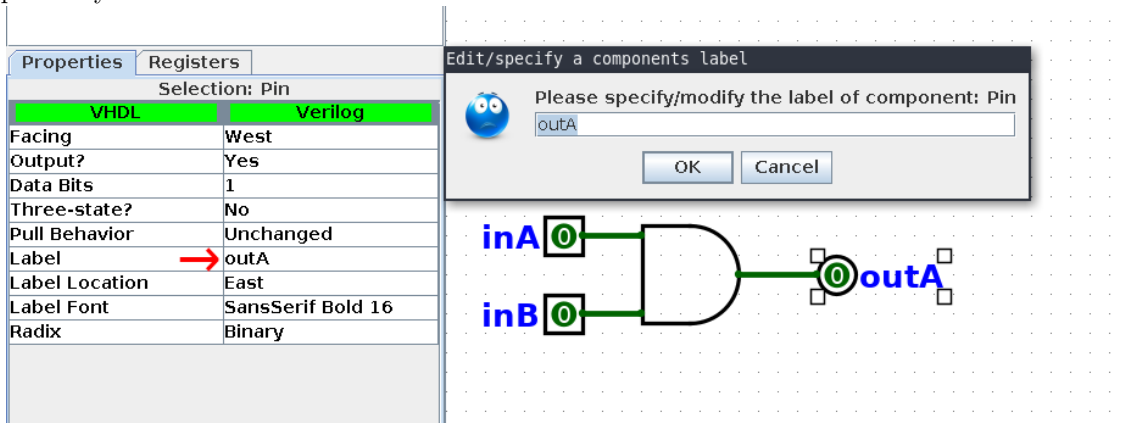 Properties Registers
Selection: Pin
VHDL Verilog
Facing West
Output? Yes
Data Bits 1
Three-state? No
Pull Behavior Unchanged
Label outA
Label Location East
Label Font SansSerif Bold 16
Radix Binary
Edit/specify a components label
Please specify/modify the label of component: Pin
outA
OK Cancel
inA 0
0 outA
inB 0